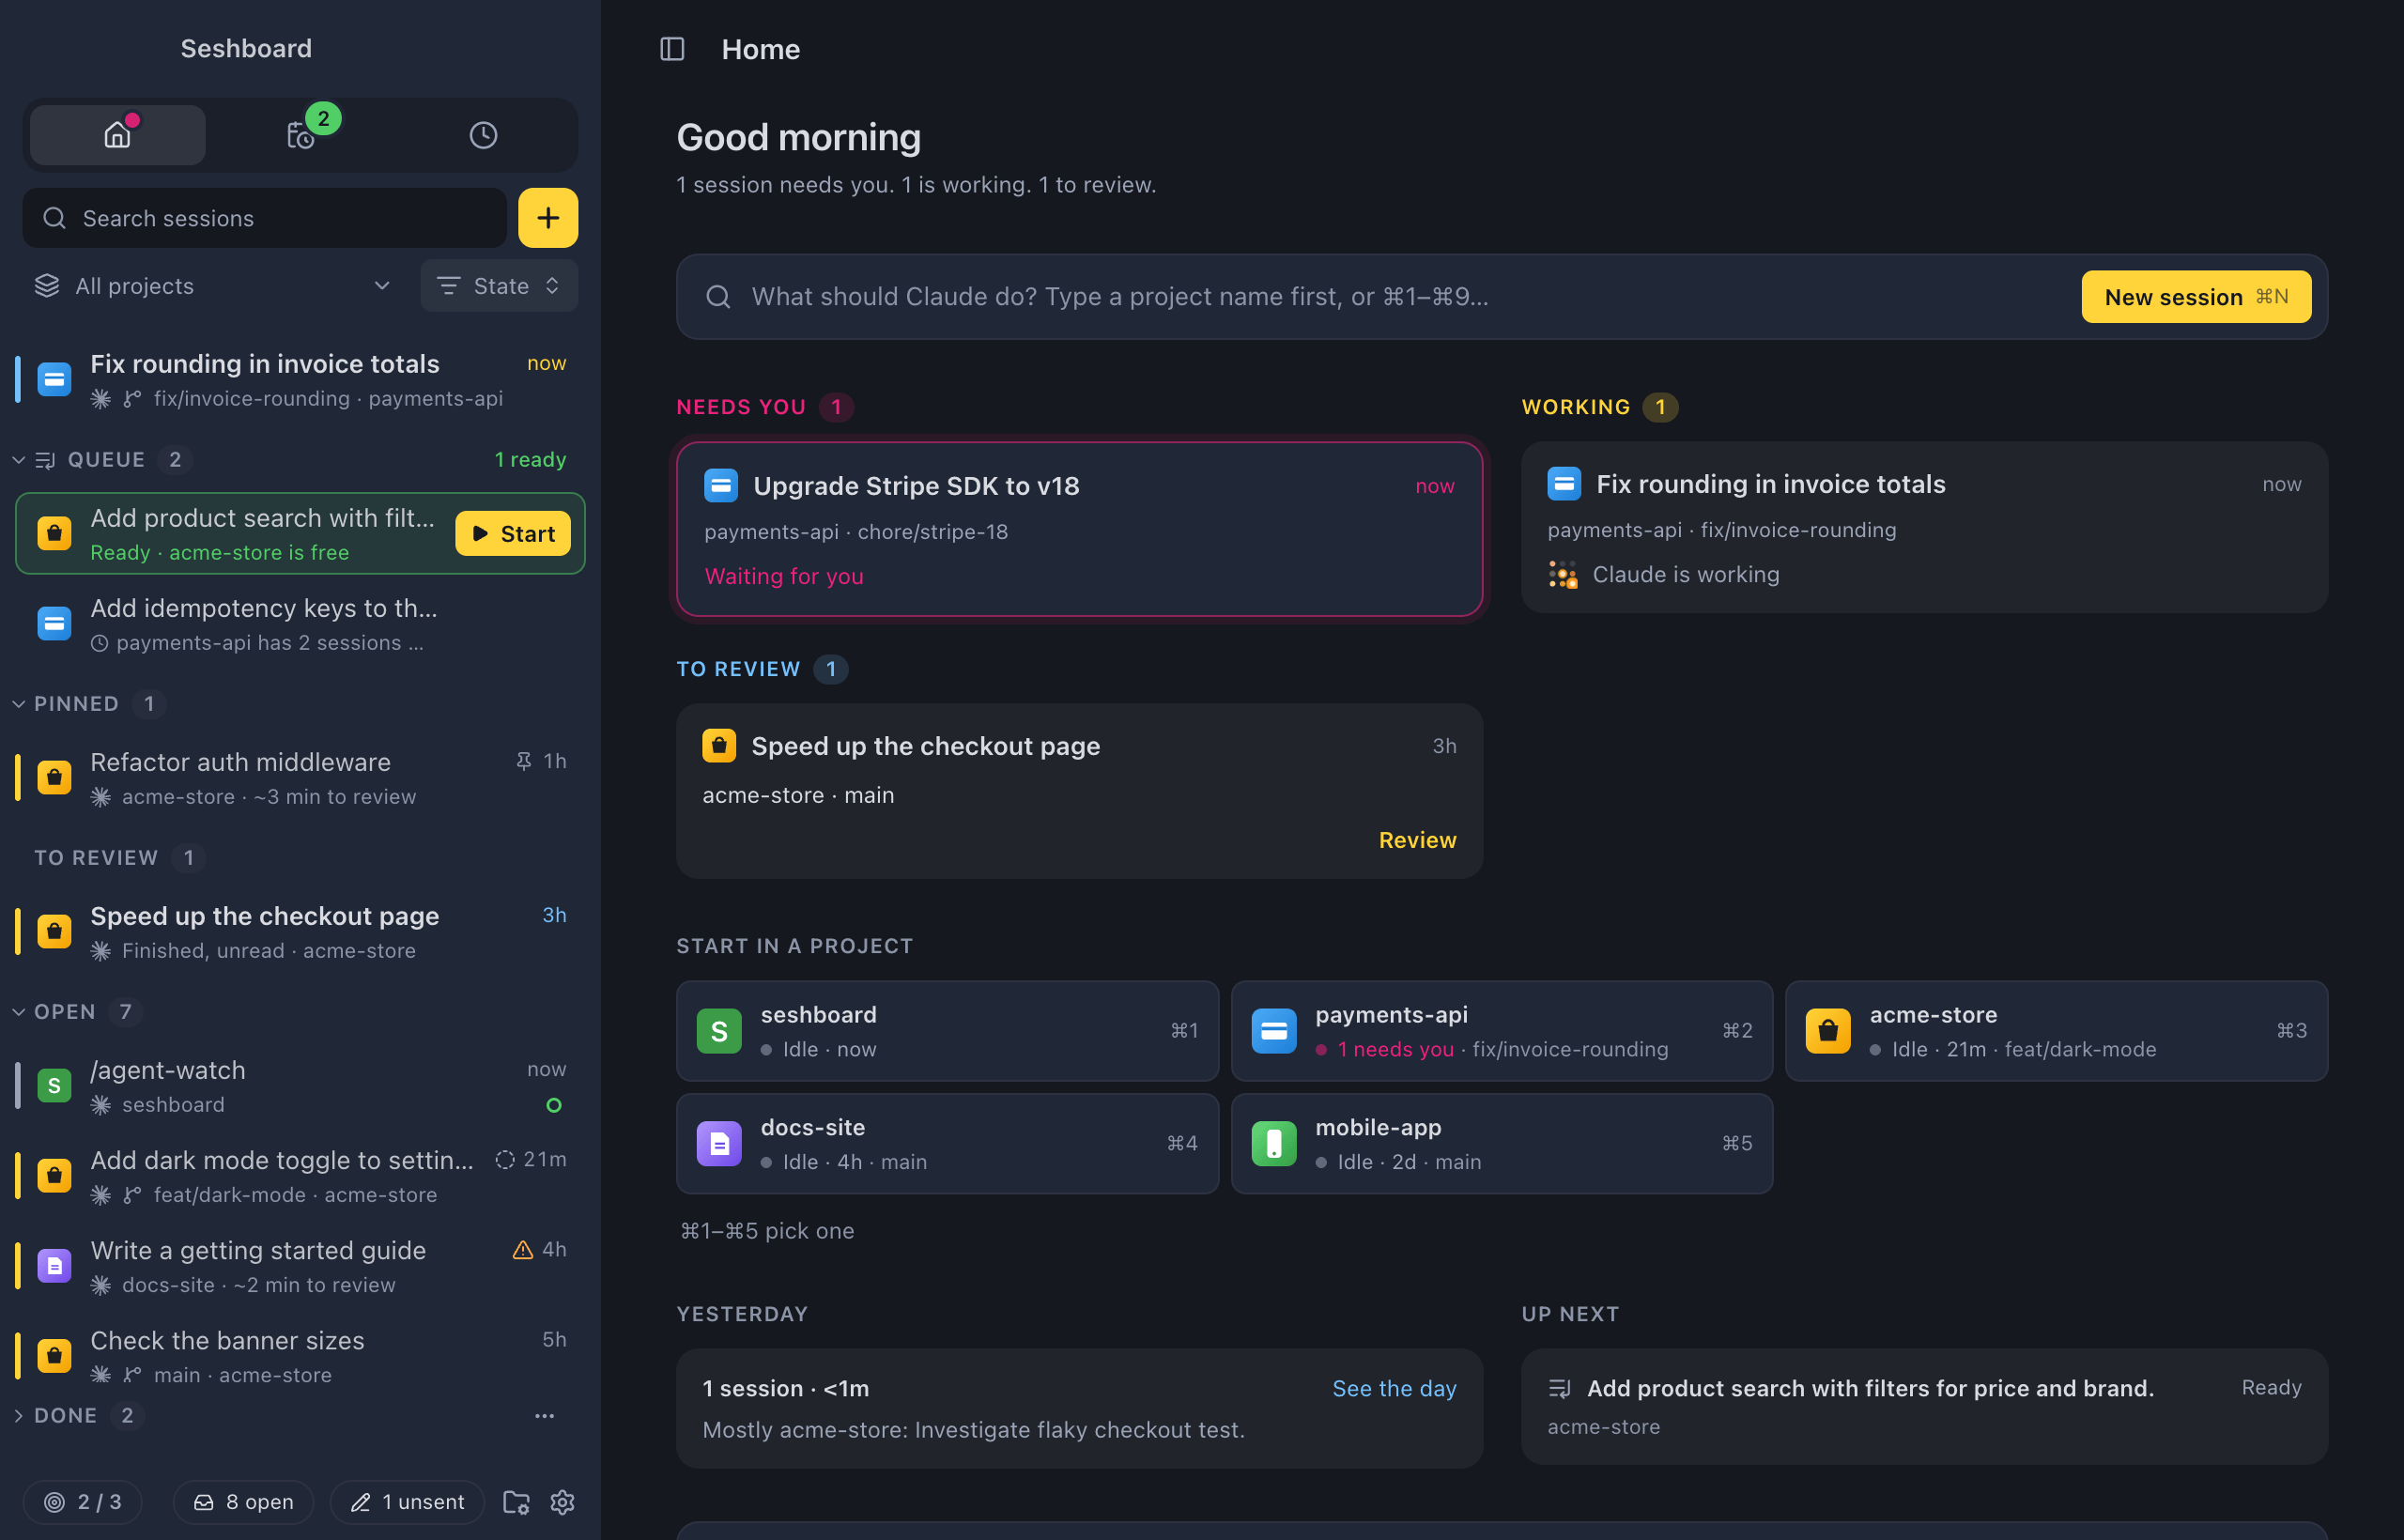 Seshboard
2
Search sessions
All projects
State
Fix rounding in invoice totals
now
fix/invoice-rounding · payments-api
QUEUE 2
1 ready
Add product search with filt...
Ready · acme-store is free
Start
Add idempotency keys to th...
payments-api has 2 sessions ...
PINNED 1
Refactor auth middleware
1h
acme-store · ~3 min to review
TO REVIEW 1
Speed up the checkout page
3h
Finished, unread · acme-store
OPEN 7
S
/agent-watch
now
seshboard
Add dark mode toggle to settin...
21m
feat/dark-mode · acme-store
Write a getting started guide
4h
docs-site · ~2 min to review
Check the banner sizes
5h
main · acme-store
DONE 2
2 / 3
8 open
1 unsent
Home
Good morning
1 session needs you. 1 is working. 1 to review.
What should Claude do? Type a project name first, or ⌘1–⌘9...
New session ⌘N
NEEDS YOU 1
Upgrade Stripe SDK to v18
now
payments-api · chore/stripe-18
Waiting for you
WORKING 1
Fix rounding in invoice totals
now
payments-api · fix/invoice-rounding
Claude is working
TO REVIEW 1
Speed up the checkout page
3h
acme-store · main
Review
START IN A PROJECT
S
seshboard
Idle · now
⌘1
payments-api
1 needs you · fix/invoice-rounding
⌘2
acme-store
Idle · 21m · feat/dark-mode
⌘3
docs-site
Idle · 4h · main
⌘4
mobile-app
Idle · 2d · main
⌘5
⌘1–⌘5 pick one
YESTERDAY
1 session · <1m
See the day
Mostly acme-store: Investigate flaky checkout test.
UP NEXT
Add product search with filters for price and brand.
Ready
acme-store